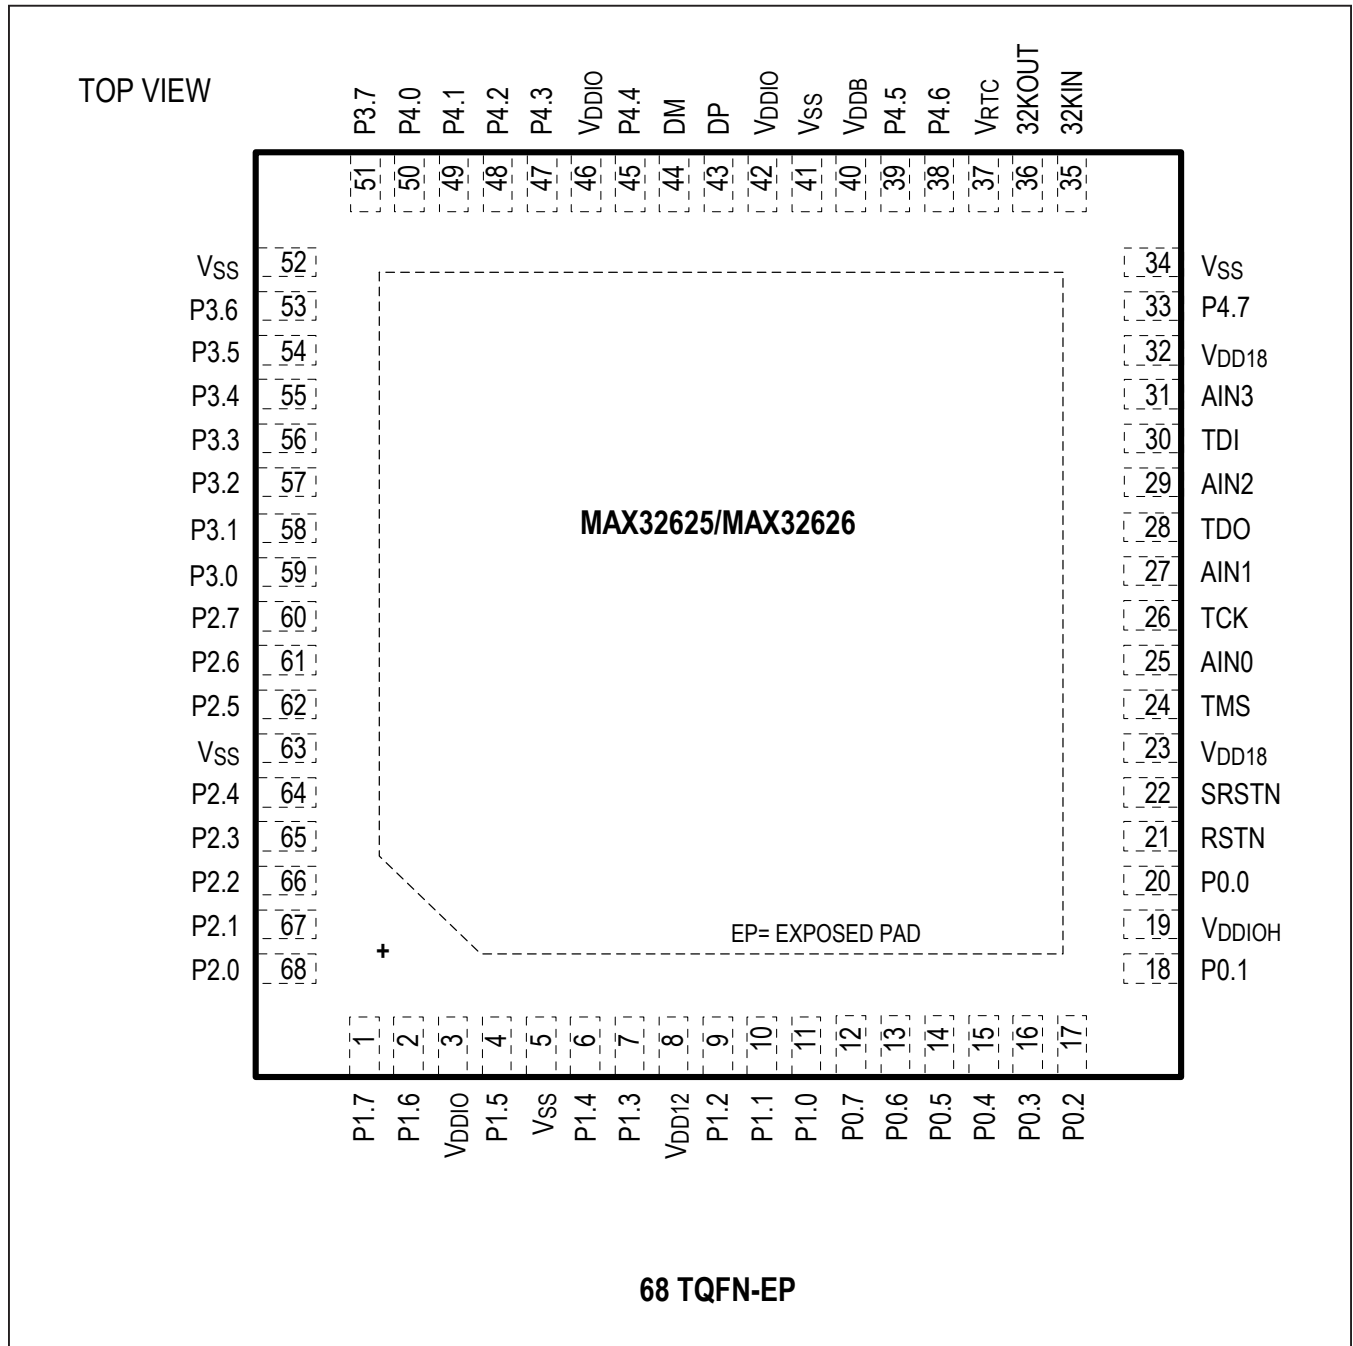 TOP VIEW
P3.7
P4.0
P4.1
P4.2
P4.3
VDDIO
P4.4
DM
DP
VDDIO
VSS
VDDB
P4.5
P4.6
VRTC
32KOUT
32KIN
51
50
49
48
47
46
45
44
43
42
41
40
39
38
37
36
35
VSS 52
P3.6 53
P3.5 54
P3.4 55
P3.3 56
P3.2 57
P3.1 58
P3.0 59
P2.7 60
P2.6 61
P2.5 62
VSS 63
P2.4 64
P2.3 65
P2.2 66
P2.1 67
P2.0 68
34 VSS
33 P4.7
32 VDD18
31 AIN3
30 TDI
29 AIN2
28 TDO
27 AIN1
26 TCK
25 AIN0
24 TMS
23 VDD18
22 SRSTN
21 RSTN
20 P0.0
19 VDDIOH
18 P0.1
MAX32625/MAX32626
EP= EXPOSED PAD
+
1
2
3
4
5
6
7
8
9
10
11
12
13
14
15
16
17
P1.7
P1.6
VDDIO
P1.5
VSS
P1.4
P1.3
VDD12
P1.2
P1.1
P1.0
P0.7
P0.6
P0.5
P0.4
P0.3
P0.2
68 TQFN-EP